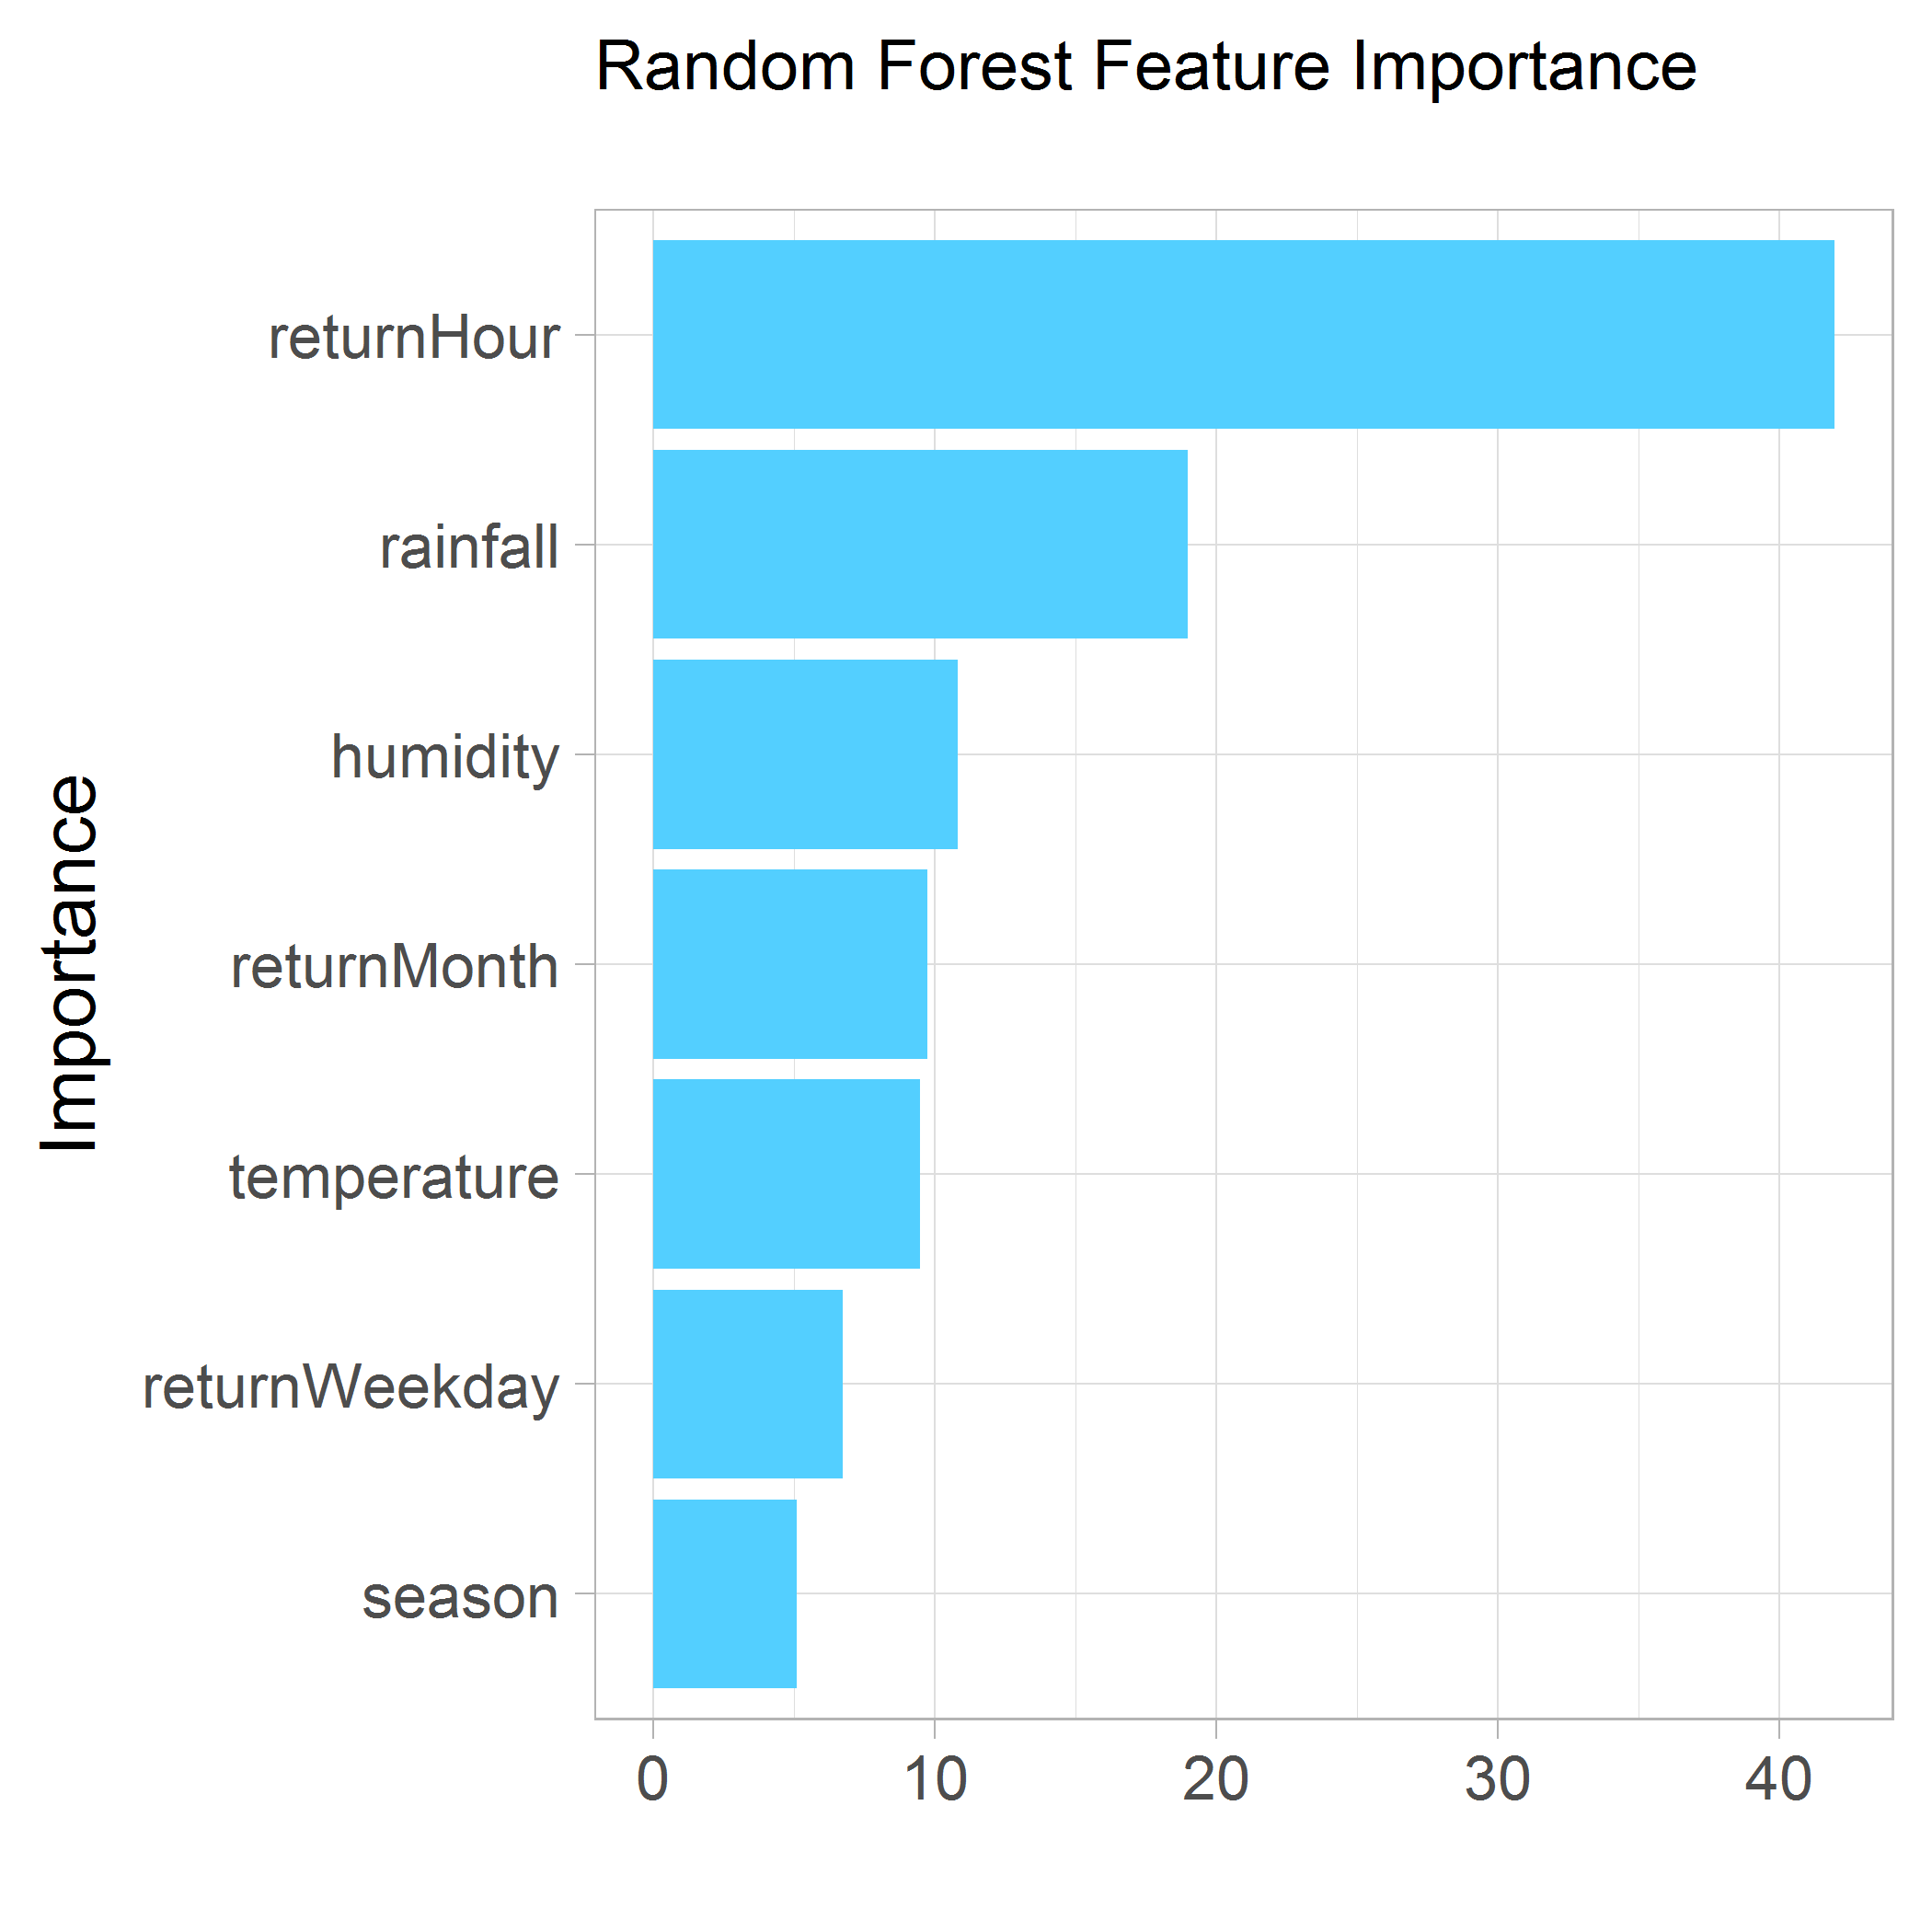 Random Forest Feature Importance
Importance
returnHour
rainfall
humidity
returnMonth
temperature
returnWeekday
season
0 10 20 30 40